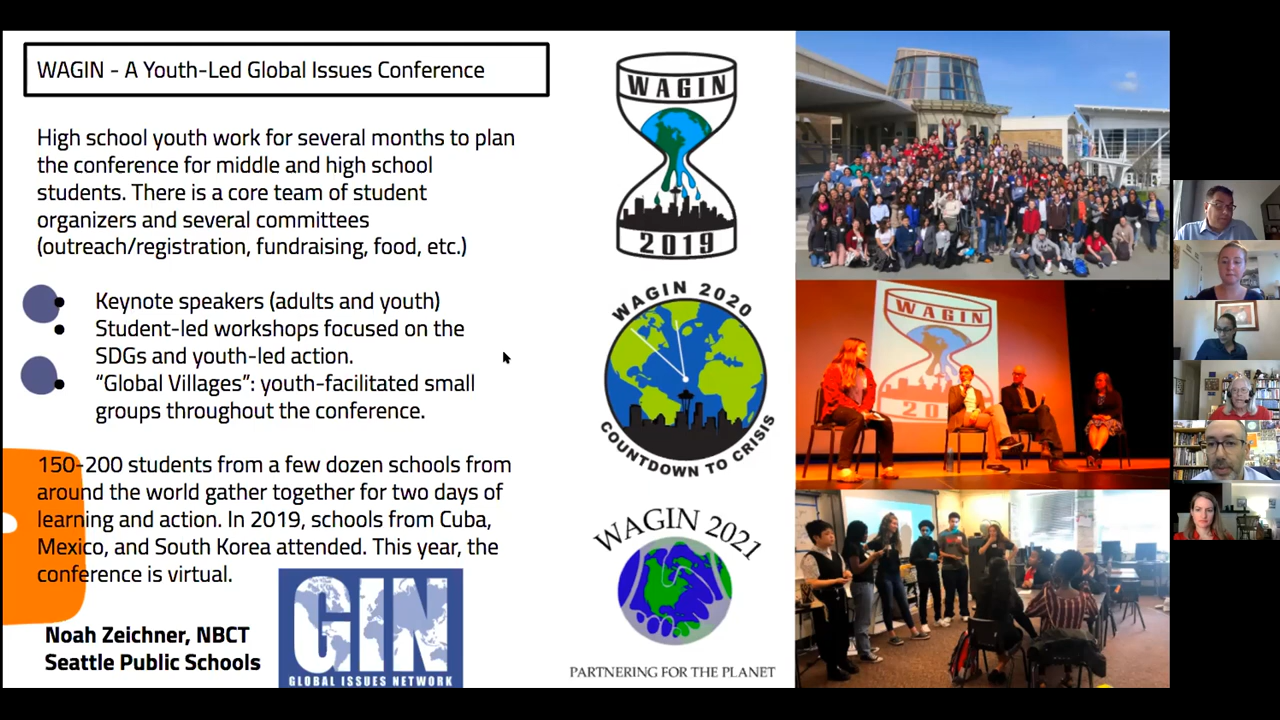 WAGIN - A Youth-Led Global Issues Conference
High school youth work for several months to plan
the conference for middle and high school
students. There is a core team of student
organizers and several committees
(outreach/registration, fundraising, food, etc.)
Keynote speakers (adults and youth)
Student-led workshops focused on the
SDGs and youth-led action.
“Global Villages”: youth-facilitated small
groups throughout the conference.
150-200 students from a few dozen schools from
around the world gather together for two days of
learning and action. In 2019, schools from Cuba,
Mexico, and South Korea attended. This year, the
conference is virtual.
Noah Zeichner, NBCT
Seattle Public Schools
GIN
GLOBAL ISSUES NETWORK
WAGIN
2019
WAGIN 2020
COUNTDOWN TO CRISIS
WAGIN 2021
PARTNERING FOR THE PLANET
WAGIN
20